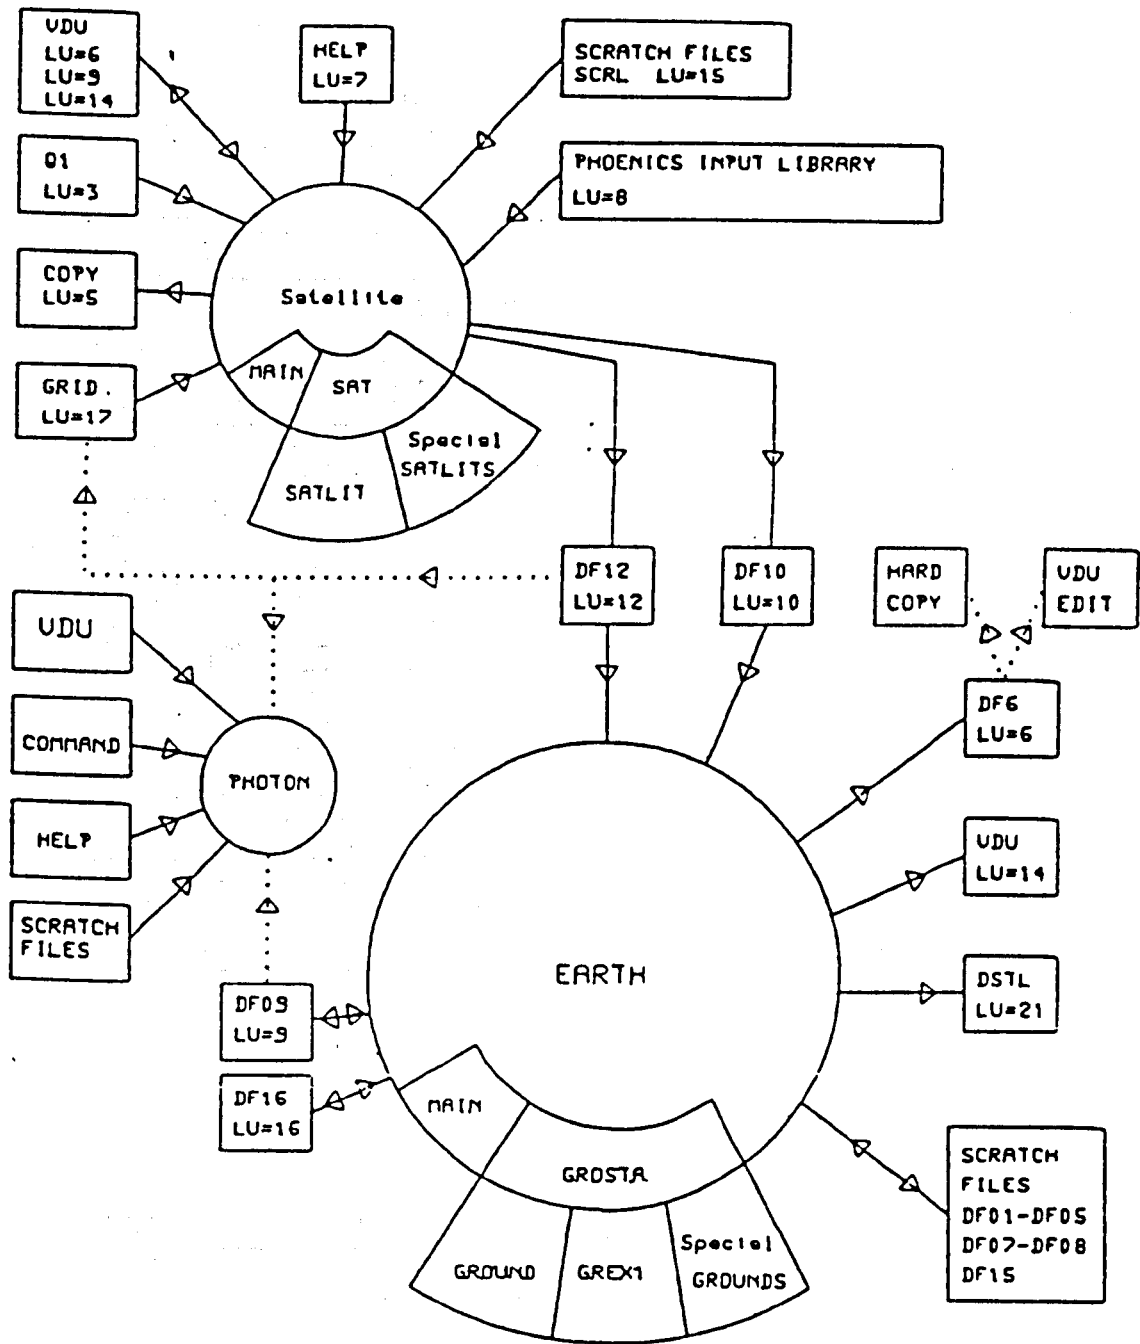 VDU
LU=6
LU=9
LU=14
HELP
LU=7
SCRATCH FILES
SCRL LU=15
Q1
LU=3
PHOENICS INPUT LIBRARY
LU=8
COPY
LU=5
Satellite
GRID.
LU=17
MAIN
SAT
Special
SATLITS
SATLIT
DF12
LU=12
DF10
LU=10
HARD
COPY
VDU
EDIT
VDU
COMMAND
HELP
SCRATCH
FILES
PHOTON
DF6
LU=6
VDU
LU=14
EARTH
DSTL
LU=21
DF09
LU=9
DF16
LU=16
MAIN
GROSTA
GROUND
GREX1
Special
GROUNDS
SCRATCH
FILES
DF01-DF05
DF07-DF08
DF15